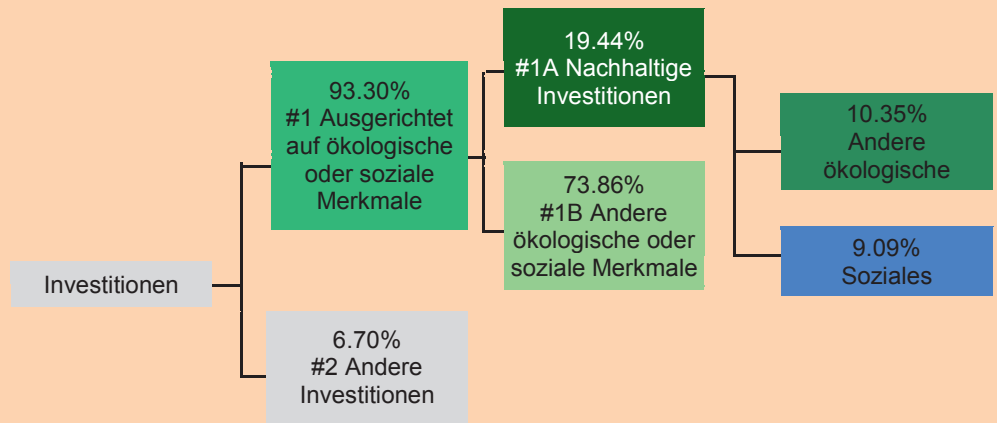 Investitionen
93.30%
#1 Ausgerichtet
auf ökologische
oder soziale
Merkmale
6.70%
#2 Andere
Investitionen
19.44%
#1A Nachhaltige
Investitionen
73.86%
#1B Andere
ökologische oder
soziale Merkmale
10.35%
Andere
ökologische
9.09%
Soziales